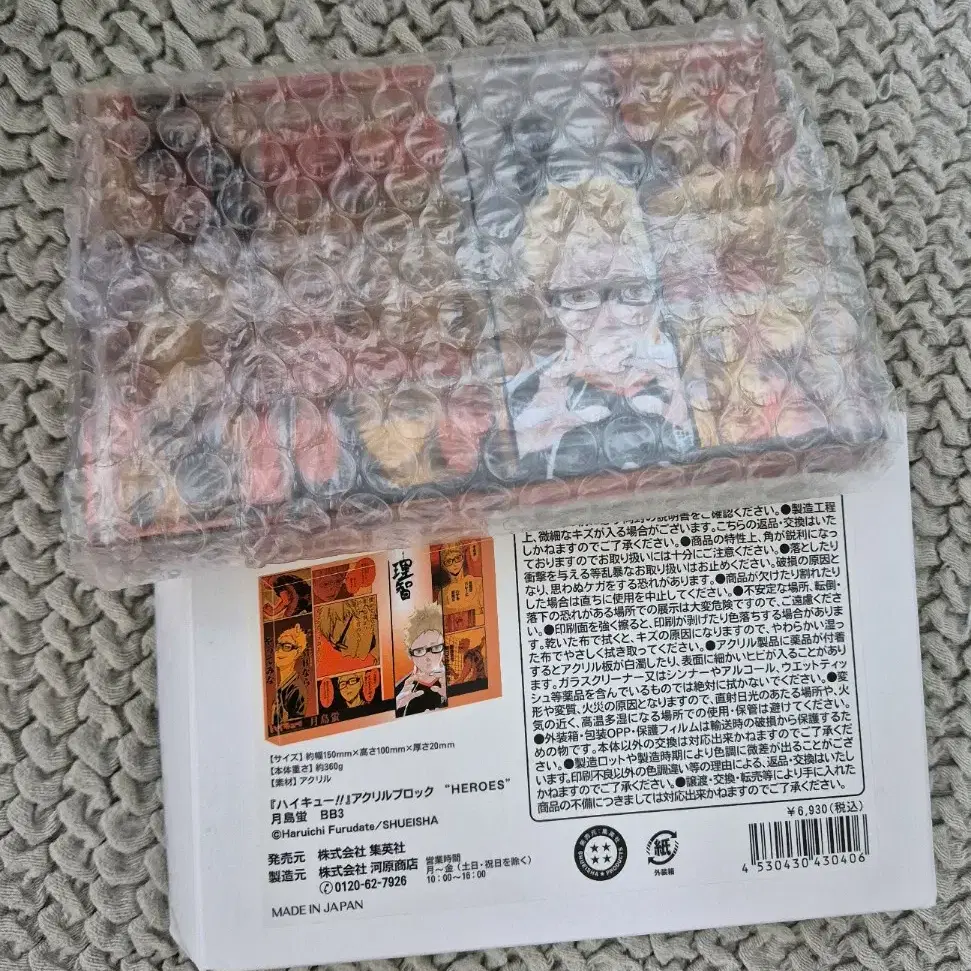 の説明書をご確認ください。●製造工程
上、微細なキズが入る場合がございます。こちらの返品・交換はいた
しかねますのでご了承ください。●商品の特性上、角が鋭利になって
おりますのでお取り扱いには十分にご注意ください。●落としたり
衝撃を与える等乱暴なお取り扱いはお止めください。破損の原因と
なり、思わぬケガをする恐れがあります。●商品が欠けたり割れたり
した場合は直ちに使用を中止してください。●不安定な場所、転倒・
落下の恐れがある場所での展示は大変危険ですので、ご遠慮くださ
い。●印刷面を強く擦ると、印刷が剥げたり色落ちする場合がありま
す。乾いた布で拭くと、キズの原因になりますので、やわらかい湿っ
た布でやさしく拭き取ってください。●アクリル製品に薬品が付着
するとアクリル板が白濁したり、表面に細かいヒビが入ることがあり
ます。ガラスクリーナー又はシンナーやアルコール、ウエットティッ
シュ等薬品を含んでいるものでは絶対に拭かないでください。●変
形や変質、火災の原因となりますので、直射日光のあたる場所や、火
気の近く、高温多湿になる場所での使用・保管は避けてください。
●外装箱・包装OPP・保護フィルムは輸送時の破損から保護するた
めの物です。本体以外の交換は対応出来かねますのでご了承くださ
い。●製造ロットや製造時期により色調に微差が出ることがござい
ます。印刷不良以外の色調違い等の理由による、返品・交換はいたし
かねますのでご了承ください。●譲渡・交換・転売等により手に入れた
商品の不備につきましては対応出来かねますのでご了承ください。
理智
月島蛍
【サイズ】約幅150mm×高さ100mm×厚さ20mm
【本体重さ】約360g
【素材】アクリル
『ハイキュー!!』アクリルブロック "HEROES"
月島蛍 BB3
©Haruichi Furudate/SHUEISHA
発売元 株式会社 集英社
製造元 株式会社 河原商店
0120-62-7926
営業時間
月～金（土日・祝日を除く）
10:00～16:00
MADE IN JAPAN
紙
外装箱
￥6,930(税込)
4 530430 430406